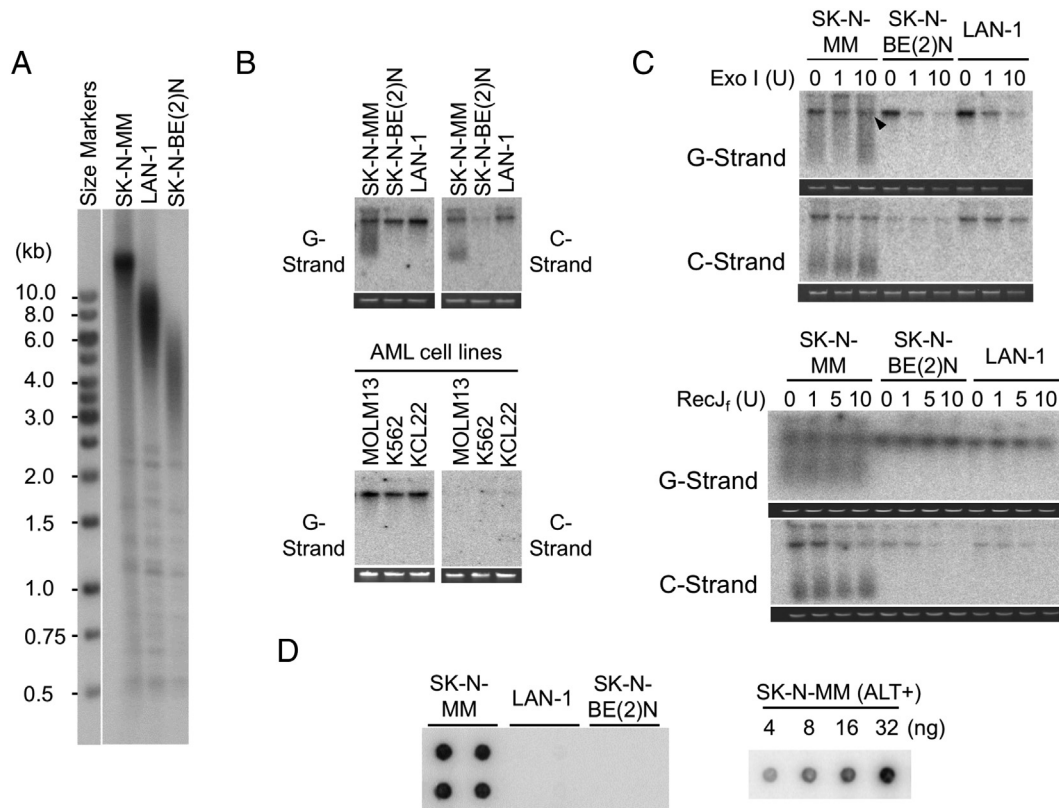 A
Size Markers
SK-N-MM
LAN-1
SK-N-BE(2)N
(kb)
10.0
8.0
6.0
4.0
3.0
2.0
1.5
1.0
0.75
0.5
B
SK-N-MM
SK-N-BE(2)N
LAN-1
SK-N-MM
SK-N-BE(2)N
LAN-1
G-
Strand
C-
Strand
AML cell lines
MOLM13
K562
KCL22
MOLM13
K562
KCL22
G-
Strand
C-
Strand
C
SK-N-
MM
SK-N-
BE(2)N
LAN-1
Exo I (U) 0 1 10 0 1 10 0 1 10
G-Strand
C-Strand
SK-N-
MM
SK-N-
BE(2)N
LAN-1
RecJf (U) 0 1 5 10 0 1 5 10 0 1 5 10
G-Strand
C-Strand
D
SK-N-
MM
LAN-1
SK-N-
BE(2)N
SK-N-MM (ALT+)
4 8 16 32 (ng)